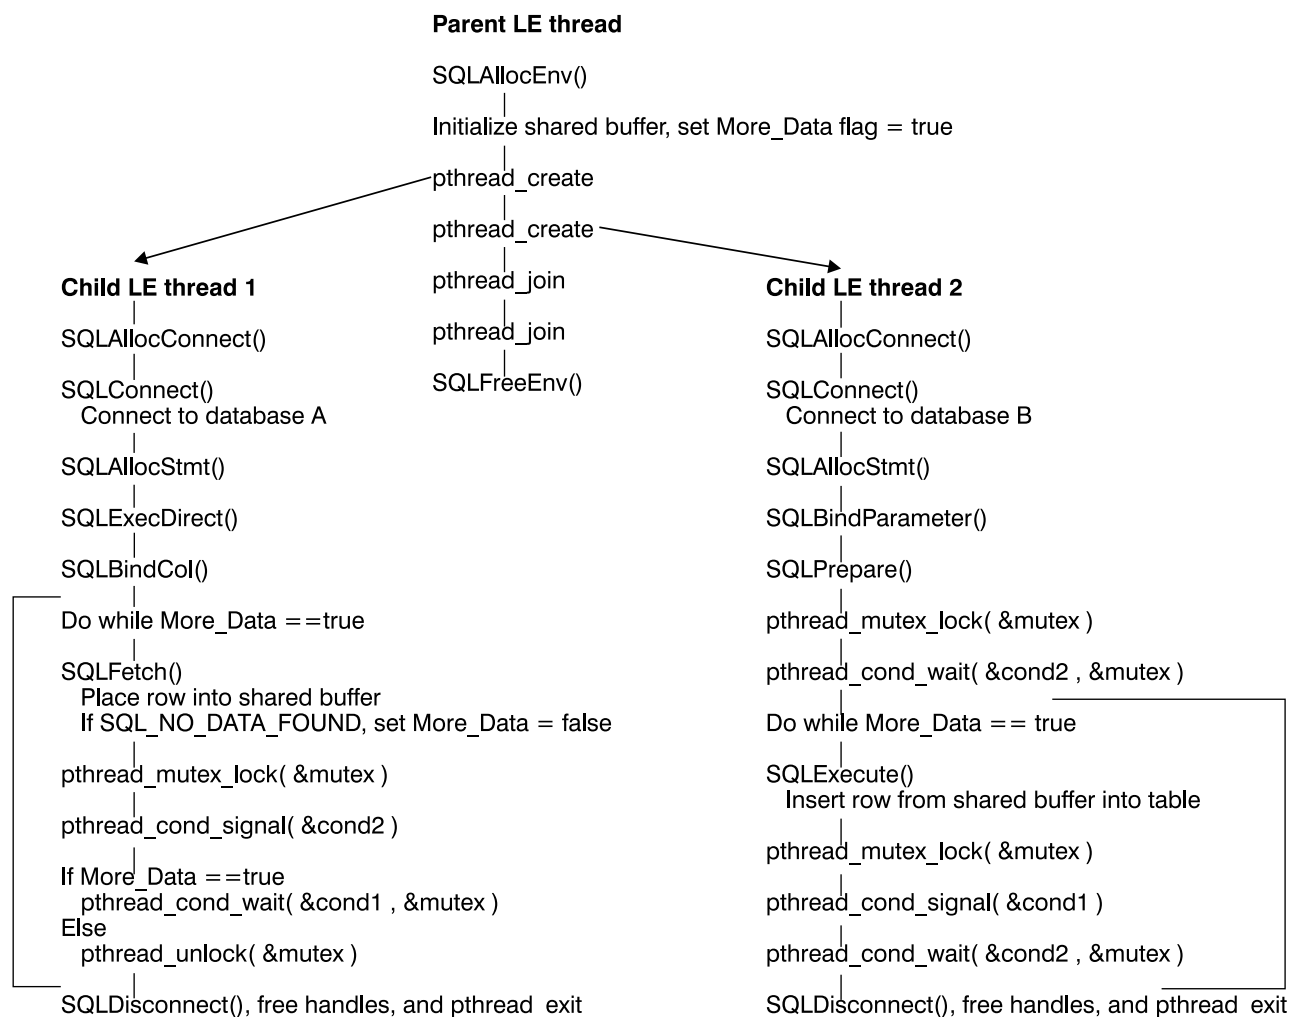 Parent LE thread
SQLAllocEnv()
Initialize shared buffer, set More_Data flag = true
pthread_create
pthread_create
pthread_join
pthread_join
SQLFreeEnv()
Child LE thread 1
SQLAllocConnect()
SQLConnect()
Connect to database A
SQLAllocStmt()
SQLExecDirect()
SQLBindCol()
Do while More_Data ==true
SQLFetch()
Place row into shared buffer
If SQL_NO_DATA_FOUND, set More_Data = false
pthread_mutex_lock( &mutex )
pthread_cond_signal( &cond2 )
If More_Data ==true
pthread_cond_wait( &cond1 , &mutex )
Else
pthread_unlock( &mutex )
SQLDisconnect(), free handles, and pthread_exit
Child LE thread 2
SQLAllocConnect()
SQLConnect()
Connect to database B
SQLAllocStmt()
SQLBindParameter()
SQLPrepare()
pthread_mutex_lock( &mutex )
pthread_cond_wait( &cond2 , &mutex )
Do while More_Data == true
SQLExecute()
Insert row from shared buffer into table
pthread_mutex_lock( &mutex )
pthread_cond_signal( &cond1 )
pthread_cond_wait( &cond2 , &mutex )
SQLDisconnect(), free handles, and pthread_exit